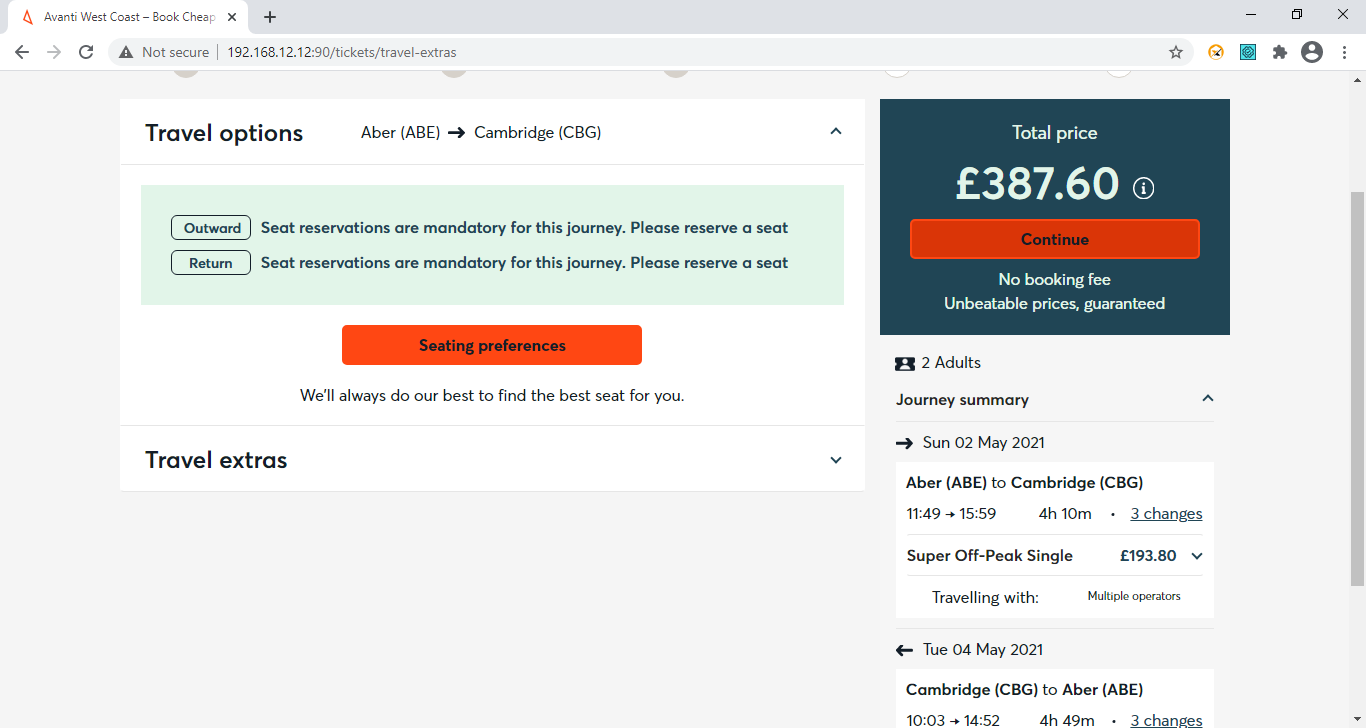 Avanti West Coast – Book Cheap
Not secure
192.168.12.12:90/tickets/travel-extras
Travel options
Aber (ABE) → Cambridge (CBG)
Outward Seat reservations are mandatory for this journey. Please reserve a seat
Return Seat reservations are mandatory for this journey. Please reserve a seat
Seating preferences
We'll always do our best to find the best seat for you.
Travel extras
Total price
£387.60
Continue
No booking fee
Unbeatable prices, guaranteed
2 Adults
Journey summary
→ Sun 02 May 2021
Aber (ABE) to Cambridge (CBG)
11:49 → 15:59 4h 10m • 3 changes
Super Off-Peak Single £193.80
Travelling with: Multiple operators
← Tue 04 May 2021
Cambridge (CBG) to Aber (ABE)
10:03 → 14:52 4h 49m • 3 changes